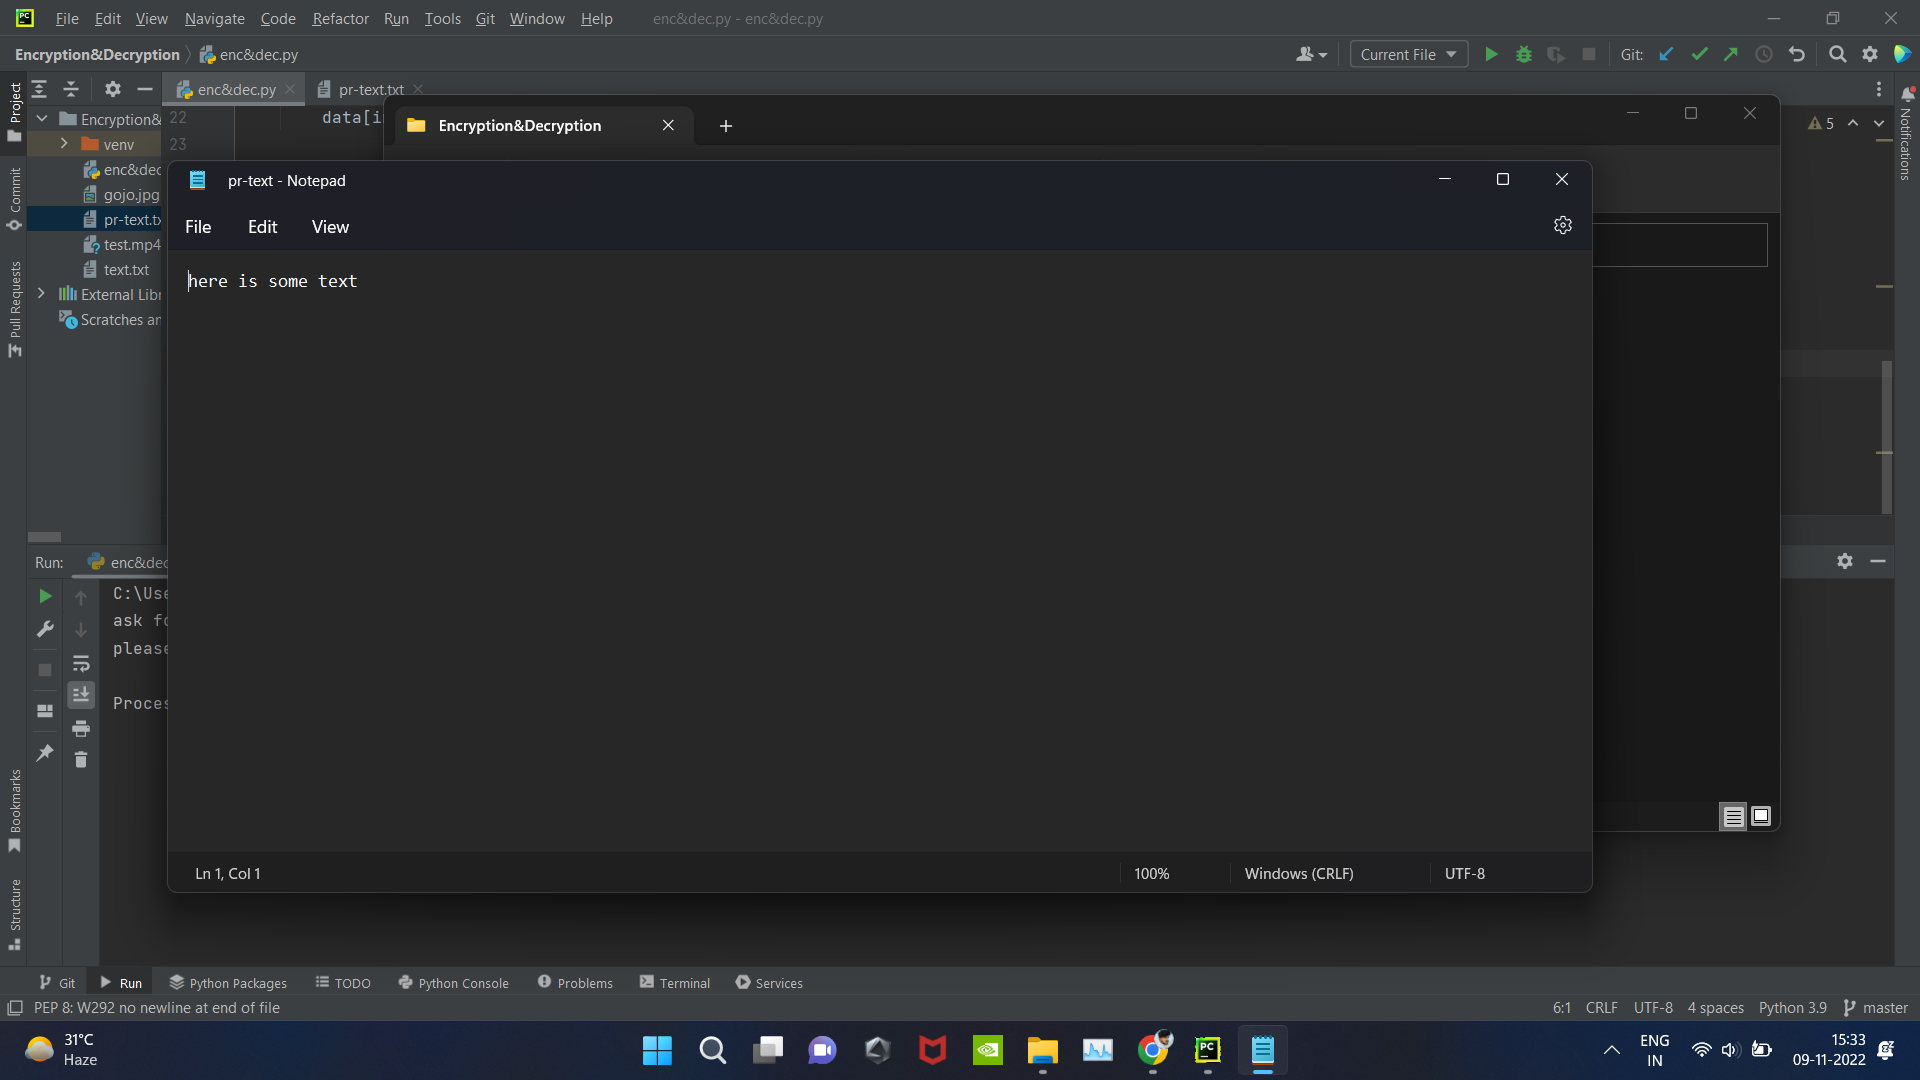 File Edit View Navigate Code Refactor Run Tools Git Window Help enc&dec.py - enc&dec.py
Encryption&Decryption enc&dec.py Current File Git:
Project
enc&dec.py pr-text.txt
Encryption&
22 data[i
Encryption&Decryption
5
Notifications
venv
23
enc&dec
Commit
pr-text - Notepad
gojo.jpg
pr-text.tx
File Edit View
test.mp4
text.txt
here is some text
Pull Requests
External Lib
Scratches an
Run: enc&dec
C:\Use
ask fo
please
Proces
Bookmarks
Ln 1, Col 1 100% Windows (CRLF) UTF-8
Structure
Git Run Python Packages TODO Python Console Problems Terminal Services
PEP 8: W292 no newline at end of file 6:1 CRLF UTF-8 4 spaces Python 3.9 master
31°C
Haze
PC
ENG
IN
15:33
09-11-2022